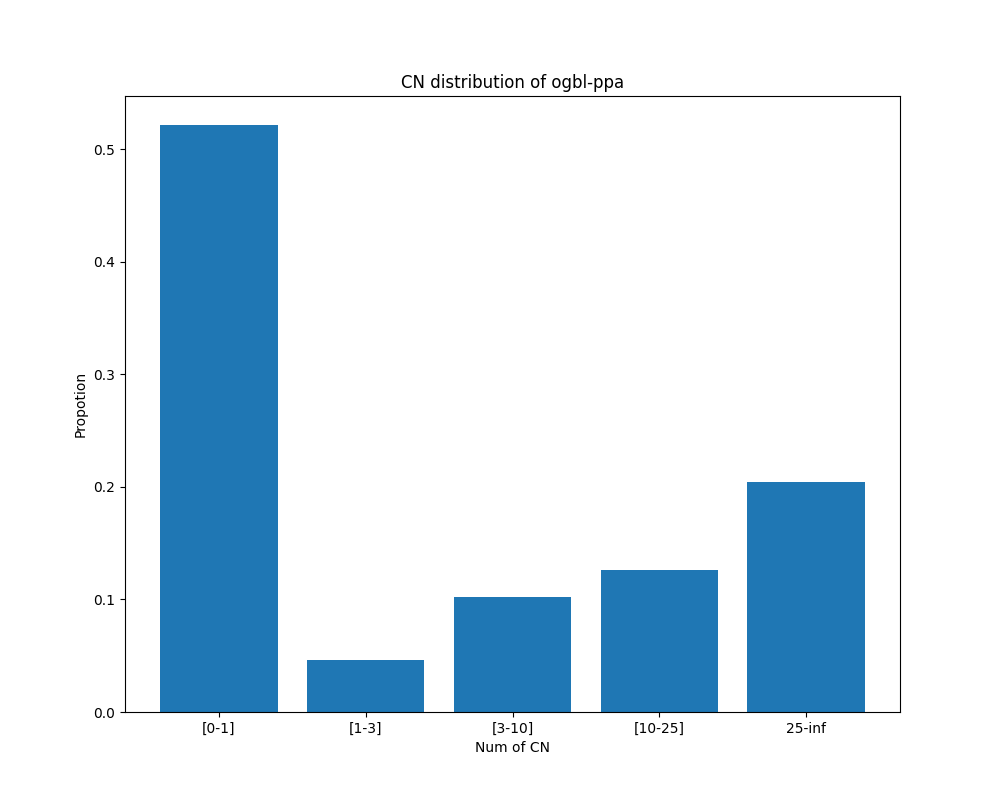 CN distribution of ogbl-ppa
0.5
0.4
0.3
0.2
0.1
0.0
Propotion
[0-1] [1-3] [3-10] [10-25] 25-inf
Num of CN